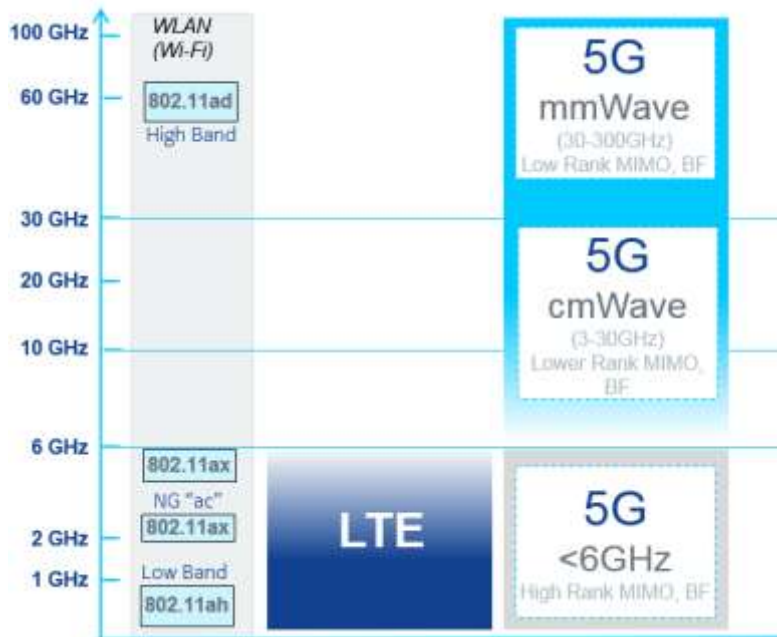 100 GHz
60 GHz
30 GHz
20 GHz
10 GHz
6 GHz
2 GHz
1 GHz
WLAN
(Wi-Fi)
802.11ad
High Band
802.11ax
NG "ac"
802.11ax
Low Band
802.11ah
LTE
5G
mmWave
(30-300GHz)
Low Rank MIMO, BF
5G
cmWave
(3-30GHz)
Lower Rank MIMO,
BF
5G
<6GHz
High Rank MIMO, BF